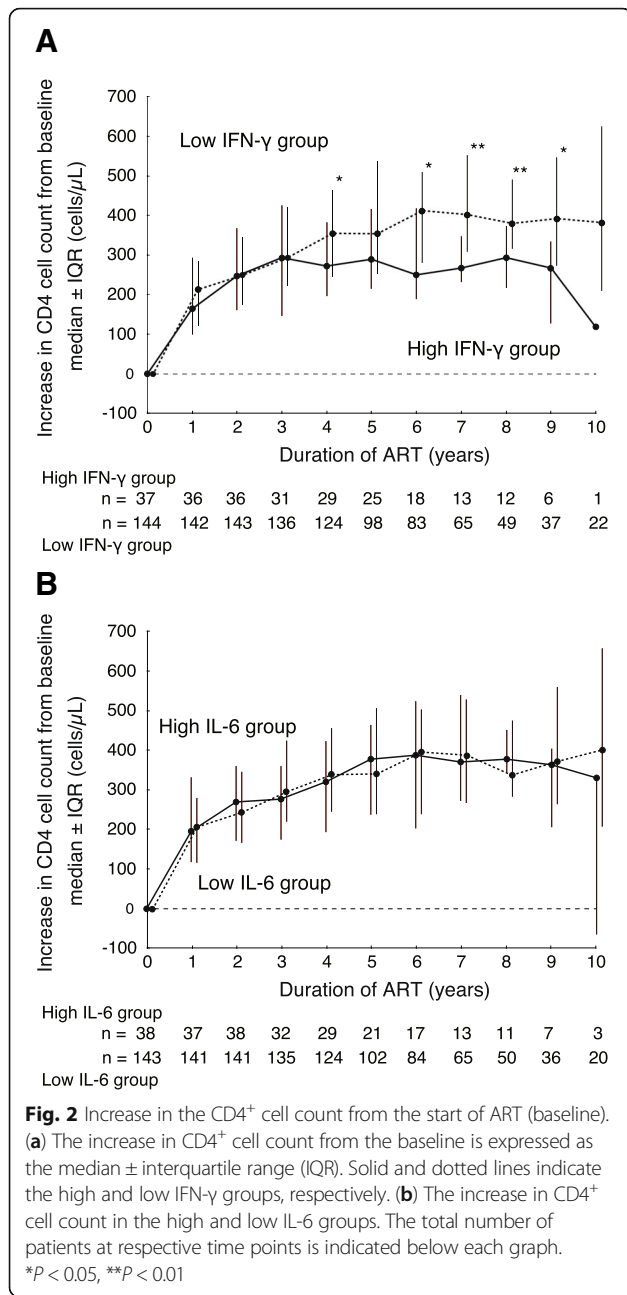 A
Increase in CD4 cell count from baseline
median ± IQR (cells/µL)
700
600
500
400
300
200
100
0
-100
Low IFN-γ group
*
*
**
**
*
High IFN-γ group
0 1 2 3 4 5 6 7 8 9 10
Duration of ART (years)
High IFN-γ group
n = 37 36 36 31 29 25 18 13 12 6 1
n = 144 142 143 136 124 98 83 65 49 37 22
Low IFN-γ group
B
Increase in CD4 cell count from baseline
median ± IQR (cells/µL)
700
600
500
400
300
200
100
0
-100
High IL-6 group
Low IL-6 group
0 1 2 3 4 5 6 7 8 9 10
Duration of ART (years)
High IL-6 group
n = 38 37 38 32 29 21 17 13 11 7 3
n = 143 141 141 135 124 102 84 65 50 36 20
Low IL-6 group
Fig. 2 Increase in the CD4⁺ cell count from the start of ART (baseline).
(a) The increase in CD4⁺ cell count from the baseline is expressed as
the median ± interquartile range (IQR). Solid and dotted lines indicate
the high and low IFN-γ groups, respectively. (b) The increase in CD4⁺
cell count in the high and low IL-6 groups. The total number of
patients at respective time points is indicated below each graph.
*P < 0.05, **P < 0.01